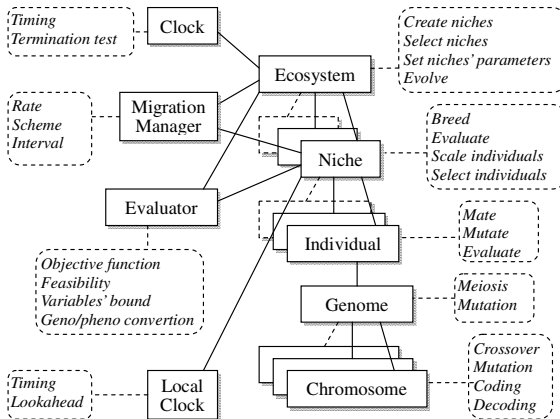 Timing
Termination test
Clock
Create niches
Select niches
Set niches' parameters
Evolve
Ecosystem
Rate
Scheme
Interval
Migration
Manager
Breed
Evaluate
Scale individuals
Select individuals
Niche
Evaluator
Mate
Mutate
Evaluate
Individual
Objective function
Feasibility
Variables' bound
Geno/pheno convertion
Genome
Meiosis
Mutation
Timing
Lookahead
Local
Clock
Chromosome
Crossover
Mutation
Coding
Decoding